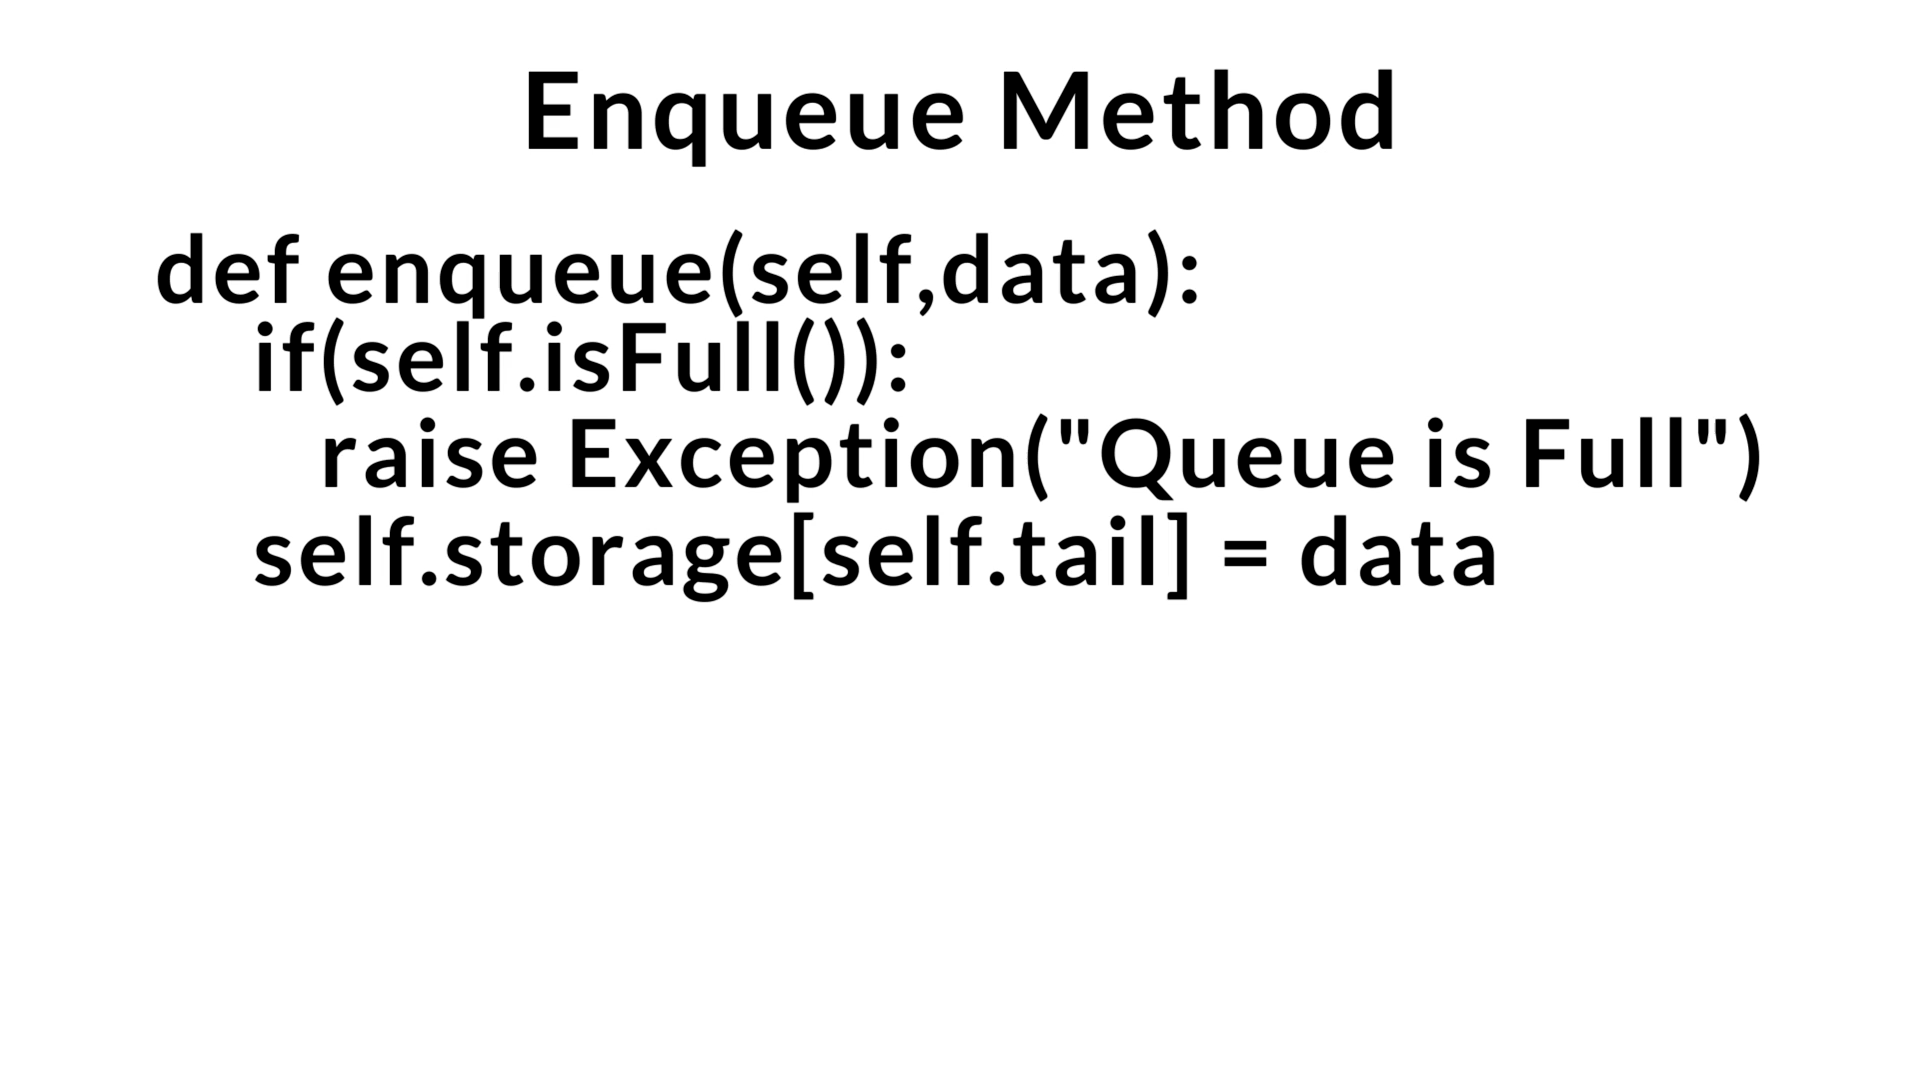 Enqueue Method
def enqueue(self,data):
if(self.isFull()):
raise Exception("Queue is Full")
self.storage[self.tail] = data